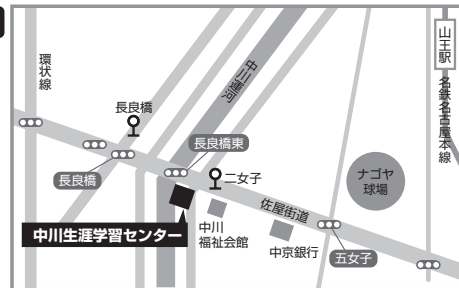 環状線
山王駅
名鉄名古屋本線
中川運河
長良橋
長良橋東
長良橋
二女子
ナゴヤ
球場
佐屋街道
中川
福祉会館
中川生涯学習センター
中京銀行
五女子